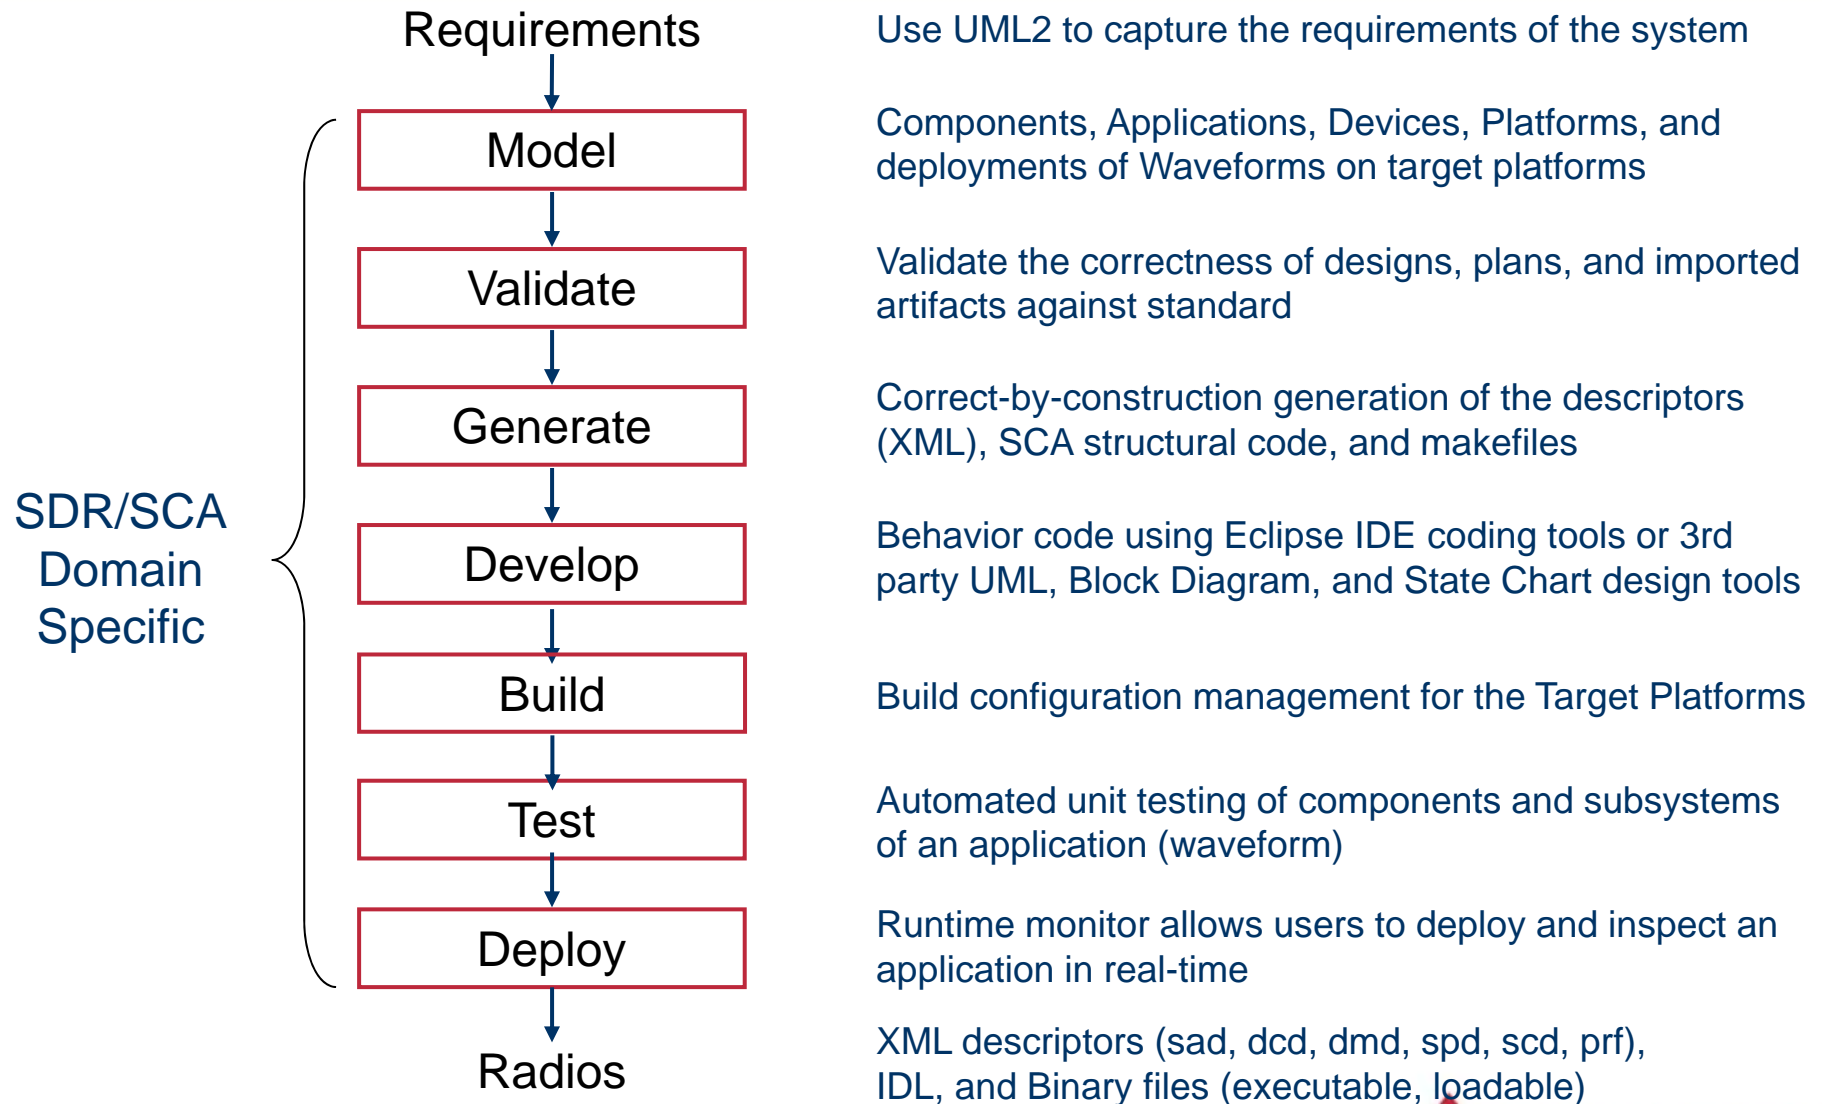 Requirements
Use UML2 to capture the requirements of the system
Model
Components, Applications, Devices, Platforms, and
deployments of Waveforms on target platforms
Validate
Validate the correctness of designs, plans, and imported
artifacts against standard
Generate
Correct-by-construction generation of the descriptors
(XML), SCA structural code, and makefiles
SDR/SCA
Domain
Specific
Develop
Behavior code using Eclipse IDE coding tools or 3rd
party UML, Block Diagram, and State Chart design tools
Build
Build configuration management for the Target Platforms
Test
Automated unit testing of components and subsystems
of an application (waveform)
Deploy
Runtime monitor allows users to deploy and inspect an
application in real-time
Radios
XML descriptors (sad, dcd, dmd, spd, scd, prf),
IDL, and Binary files (executable, loadable)